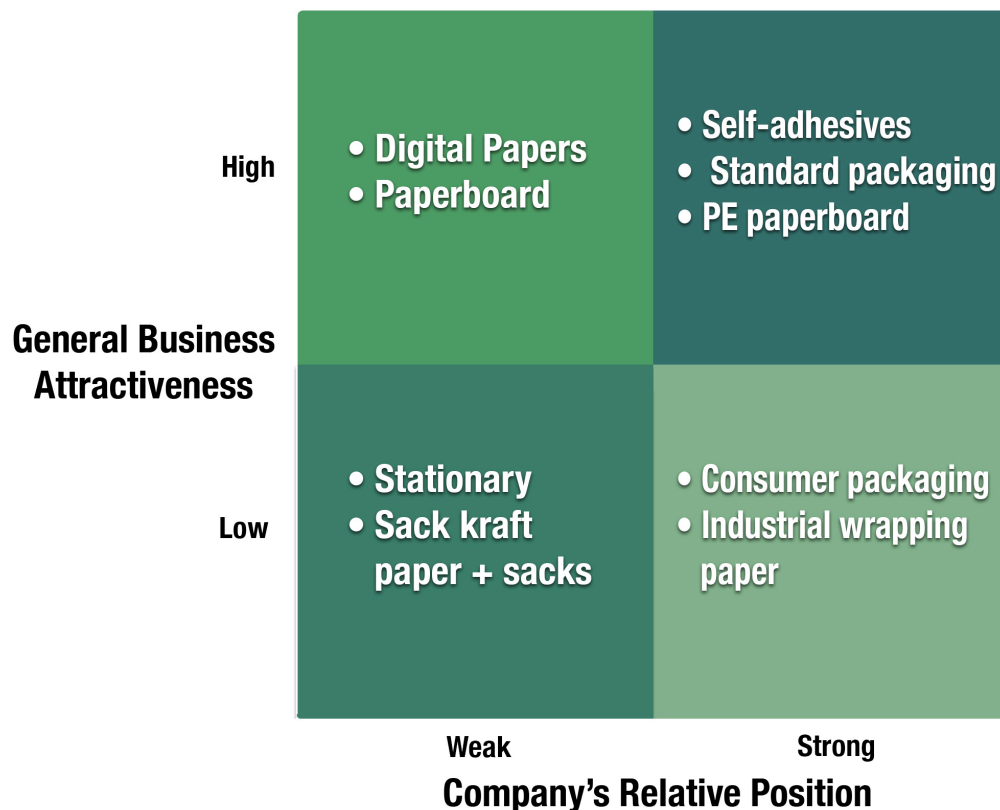 • Digital Papers
• Paperboard
• Self-adhesives
• Standard packaging
• PE paperboard
High
General Business
Attractiveness
• Stationary
• Sack kraft
paper + sacks
• Consumer packaging
• Industrial wrapping
paper
Low
Weak
Strong
Company’s Relative Position